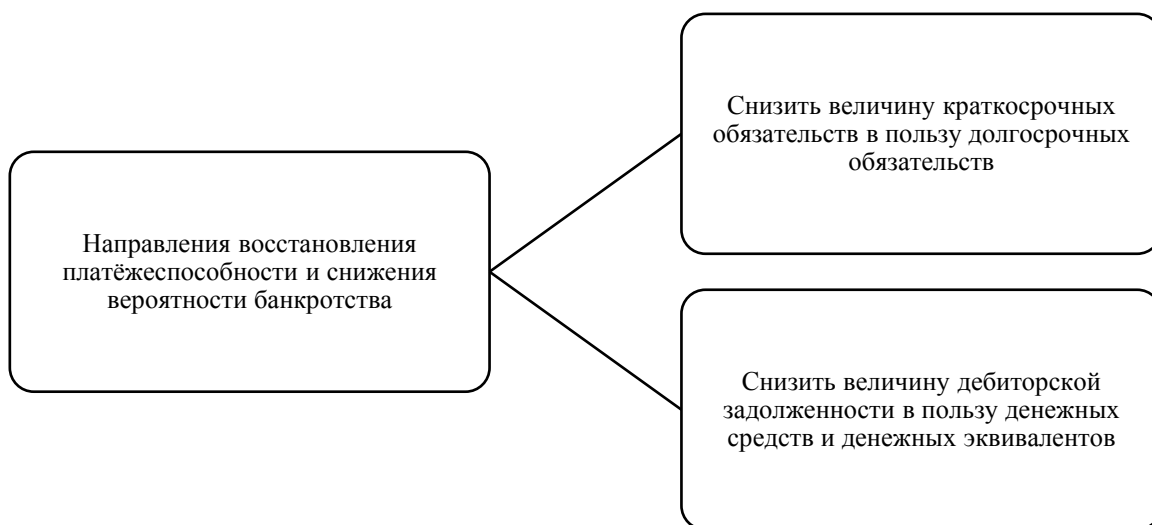 Направления восстановления
платёжеспособности и снижения
вероятности банкротства
Снизить величину краткосрочных
обязательств в пользу долгосрочных
обязательств
Снизить величину дебиторской
задолженности в пользу денежных
средств и денежных эквивалентов